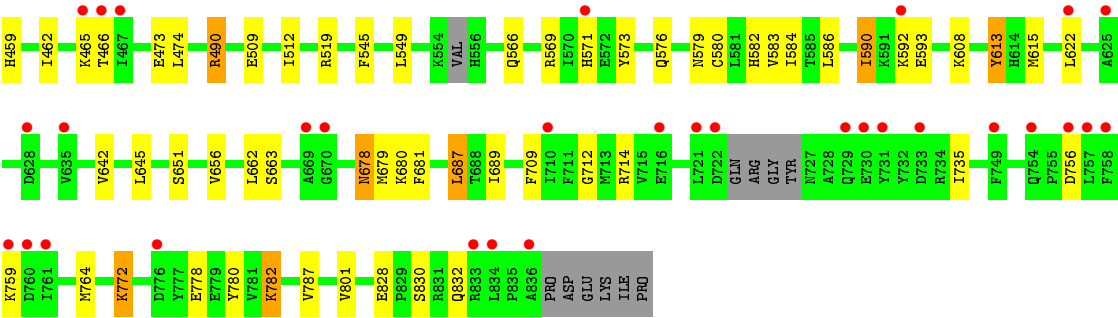 H459 I462 K465 T466 I467 E473 L474 R490 E509 I512 R519 F545 L549 K554 VAL H556 Q566 R569 I570 H571 E572 Y573 Q576 N579 C580 L581 H582 V583 I584 T585 L586 I590 K591 K592 E593 K608 Y613 H614 M615 L622 A625
D628 V635 V642 L645 S651 V656 L662 S663 A669 G670 N678 M679 K680 F681 L687 T688 I689 F709 I710 F711 G712 M713 R714 V715 E716 L721 D722 GLN ARG GLY TYR N727 A728 Q729 E730 Y731 Y732 D733 R734 I735 F749 Q754 P755 D756 L757 F758
K759 D760 I761 M764 K772 D776 Y777 E778 E779 Y780 V781 K782 V787 V801 E828 P829 S830 R831 Q832 R833 L834 P835 A836 PRO ASP GLU LYS ILE PRO